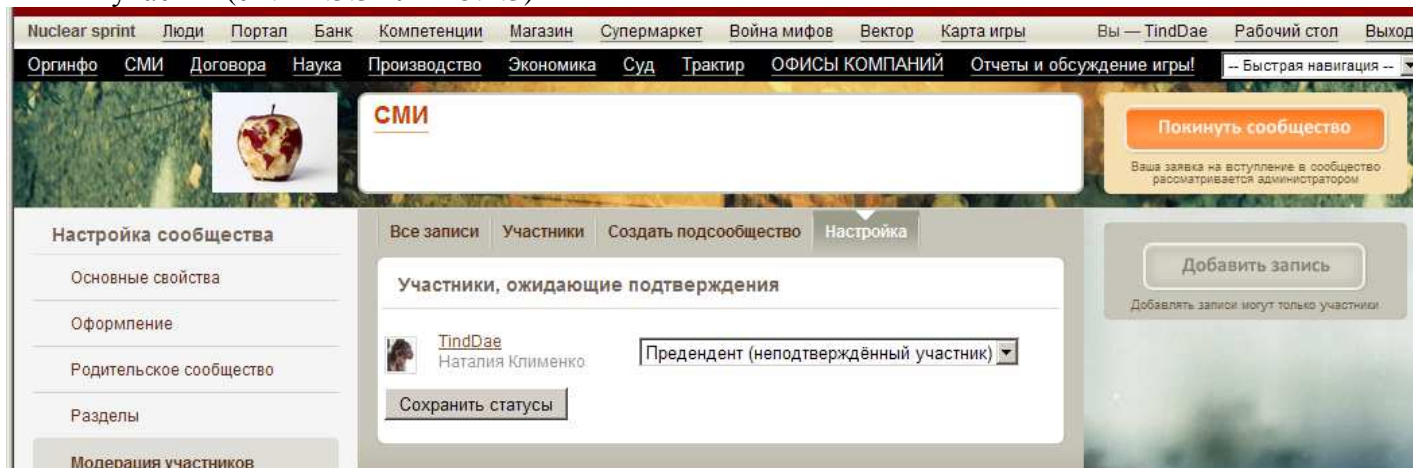 Nuclear sprint Люди Портал Банк Компетенции Магазин Супермаркет Война мифов Вектор Карта игры Вы — TindDae Рабочий стол Выход
Оргинфо СМИ Договора Наука Производство Экономика Суд Трактир ОФИСЫ КОМПАНИЙ Отчеты и обсуждение игры! -- Быстрая навигация --
СМИ
Покинуть сообщество
Ваша заявка на вступление в сообщество
рассматривается администратором
Настройка сообщества
Все записи Участники Создать подсообщество Настройка
Основные свойства
Оформление
Родительское сообщество
Разделы
Модерация участников
Участники, ожидающие подтверждения
TindDae
Наталия Клименко
Предендент (неподтверждённый участник)
Сохранить статусы
Добавить запись
Добавлять записи могут только участники